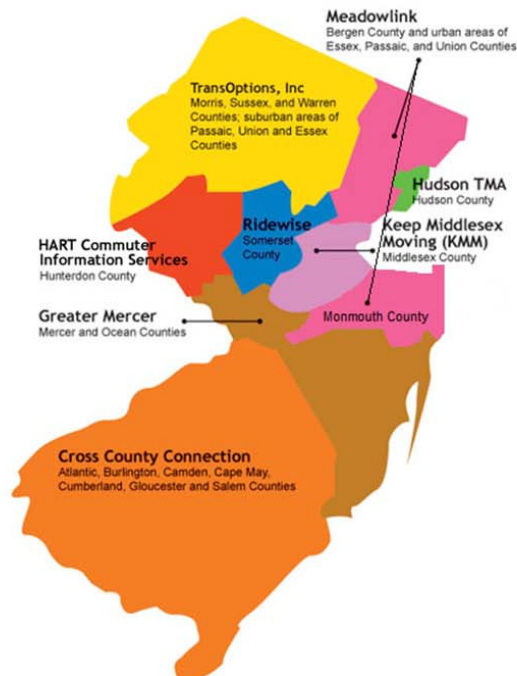 Meadowlink
Bergen County and urban areas of
Essex, Passaic, and Union Counties
TransOptions, Inc
Morris, Sussex, and Warren
Counties; suburban areas of
Passaic, Union and Essex
Counties
Hudson TMA
Hudson County
Ridewise
Somerset
County
Keep Middlesex
Moving (KMM)
Middlesex County
HART Commuter
Information Services
Hunterdon County
Greater Mercer
Mercer and Ocean Counties
Monmouth County
Cross County Connection
Atlantic, Burlington, Camden, Cape May,
Cumberland, Gloucester and Salem Counties